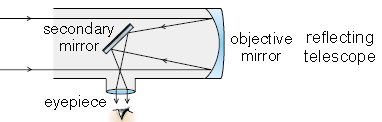 secondary
mirror
objective
mirror
reflecting
telescope
eyepiece